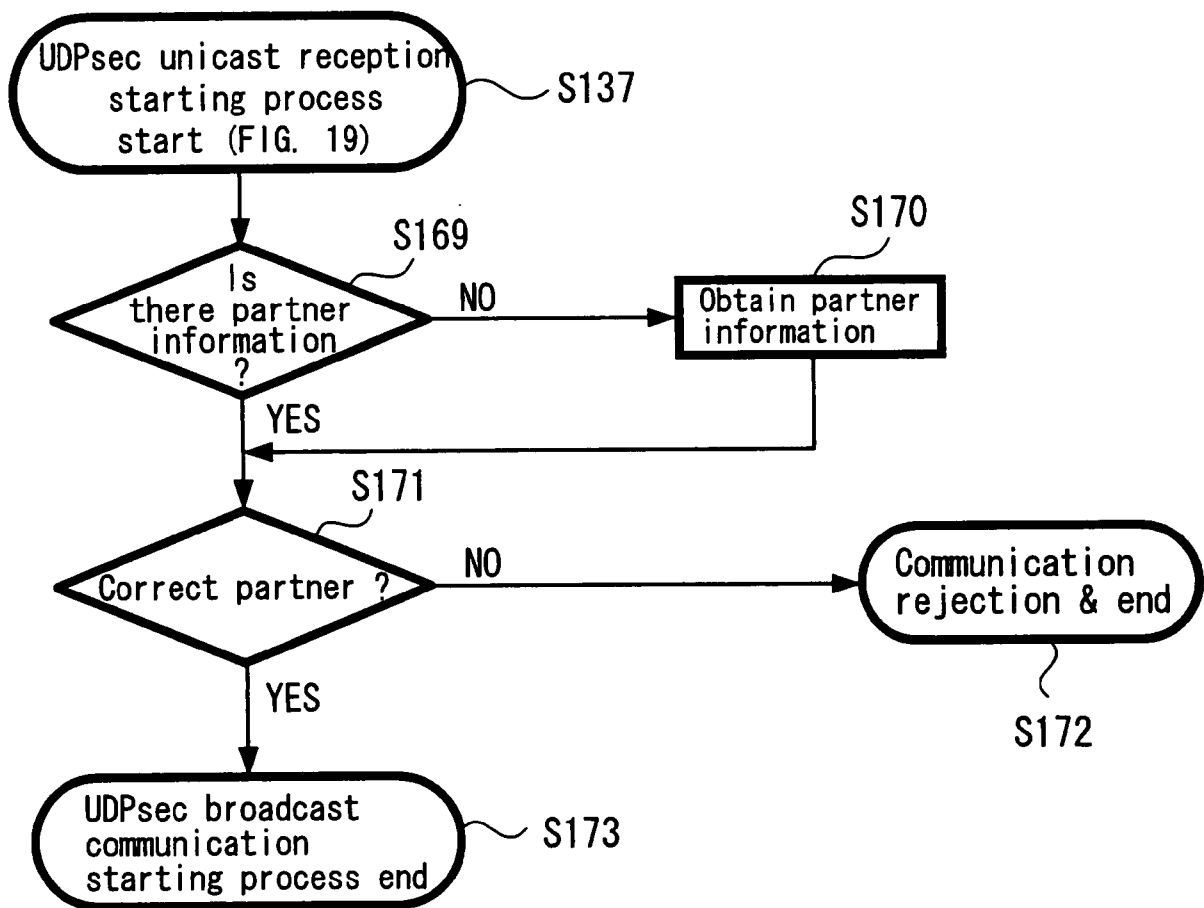 UDPsec unicast reception
starting process
start (FIG. 19)
S137
S169
Is
there partner
information
?
NO
S170
Obtain partner
information
YES
S171
Correct partner ?
NO
Communication
rejection & end
S172
YES
UDPsec broadcast
communication
starting process end
S173